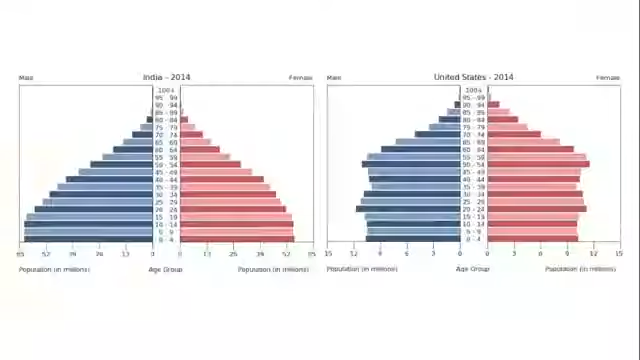 India - 2014
Male
Female
100+
95 - 99
90 - 94
85 - 89
80 - 84
75 - 79
70 - 74
65 - 69
60 - 64
55 - 59
50 - 54
45 - 49
40 - 44
35 - 39
30 - 34
25 - 29
20 - 24
15 - 19
10 - 14
5 - 9
0 - 4
65 52 39 26 13 0 0 13 26 39 52 65
Population (in millions) Age Group Population (in millions)
United States - 2014
Male
Female
100+
95 - 99
90 - 94
85 - 89
80 - 84
75 - 79
70 - 74
65 - 69
60 - 64
55 - 59
50 - 54
45 - 49
40 - 44
35 - 39
30 - 34
25 - 29
20 - 24
15 - 19
10 - 14
5 - 9
0 - 4
15 12 9 6 3 0 0 3 6 9 12 15
Population (in millions) Age Group Population (in millions)